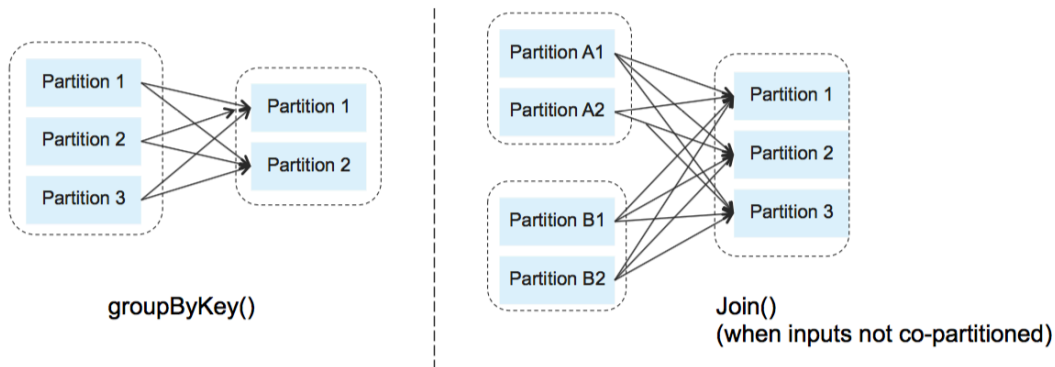 Partition 1
Partition 2
Partition 3
Partition 1
Partition 2
groupByKey()
Partition A1
Partition A2
Partition B1
Partition B2
Partition 1
Partition 2
Partition 3
Join()
(when inputs not co-partitioned)